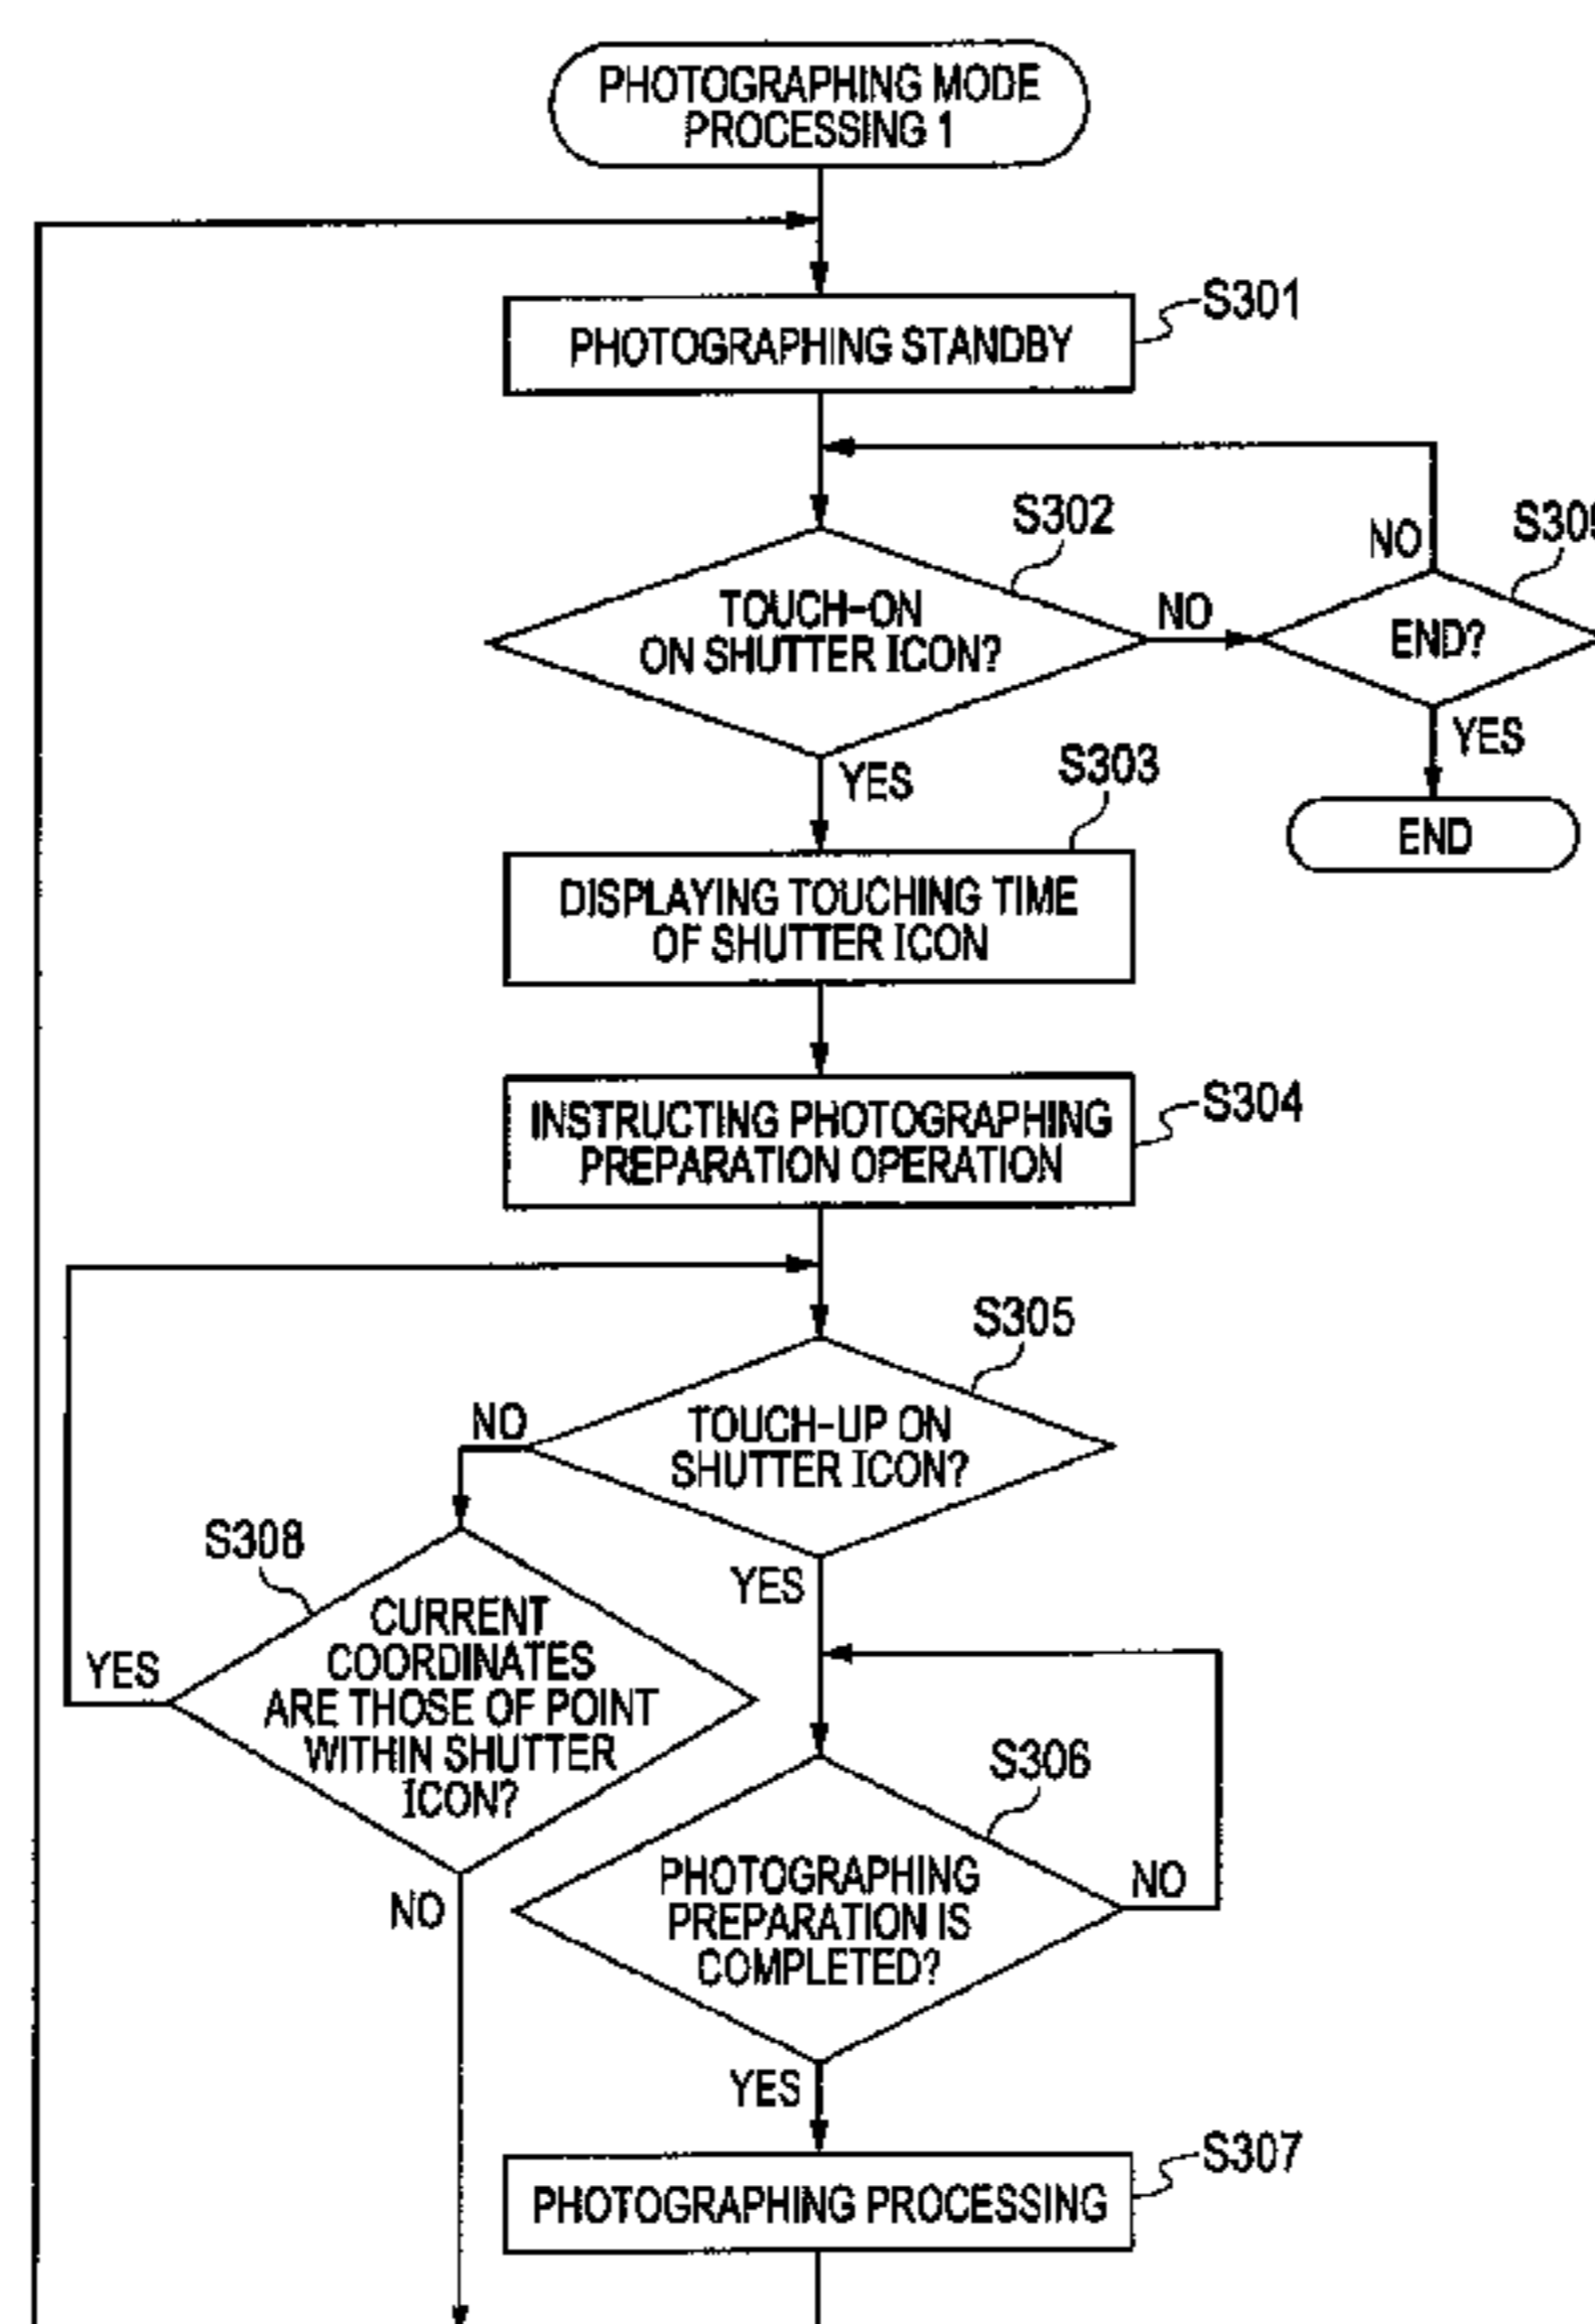 PHOTOGRAPHING MODE
PROCESSING 1
S301
PHOTOGRAPHING STANDBY
S302
TOUCH-ON
ON SHUTTER ICON?
NO
NO
END?
YES
END
YES
S303
DISPLAYING TOUCHING TIME
OF SHUTTER ICON
S304
INSTRUCTING PHOTOGRAPHING
PREPARATION OPERATION
S305
TOUCH-UP ON
SHUTTER ICON?
NO
YES
S308
CURRENT
COORDINATES
ARE THOSE OF POINT
WITHIN SHUTTER
ICON?
YES
NO
S306
PHOTOGRAPHING
PREPARATION IS
COMPLETED?
NO
YES
S307
PHOTOGRAPHING PROCESSING